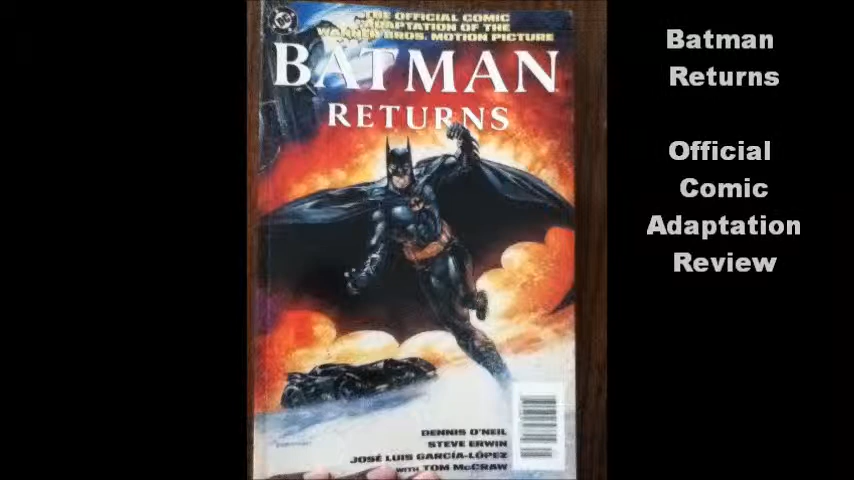 DC
THE OFFICIAL COMIC
ADAPTATION OF THE
WARNER BROS. MOTION PICTURE
BATMAN
RETURNS
DENNIS O'NEIL
STEVE ERWIN
JOSÉ LUIS GARCÍA-LÓPEZ
WITH TOM McCRAW
Batman
Returns
Official
Comic
Adaptation
Review